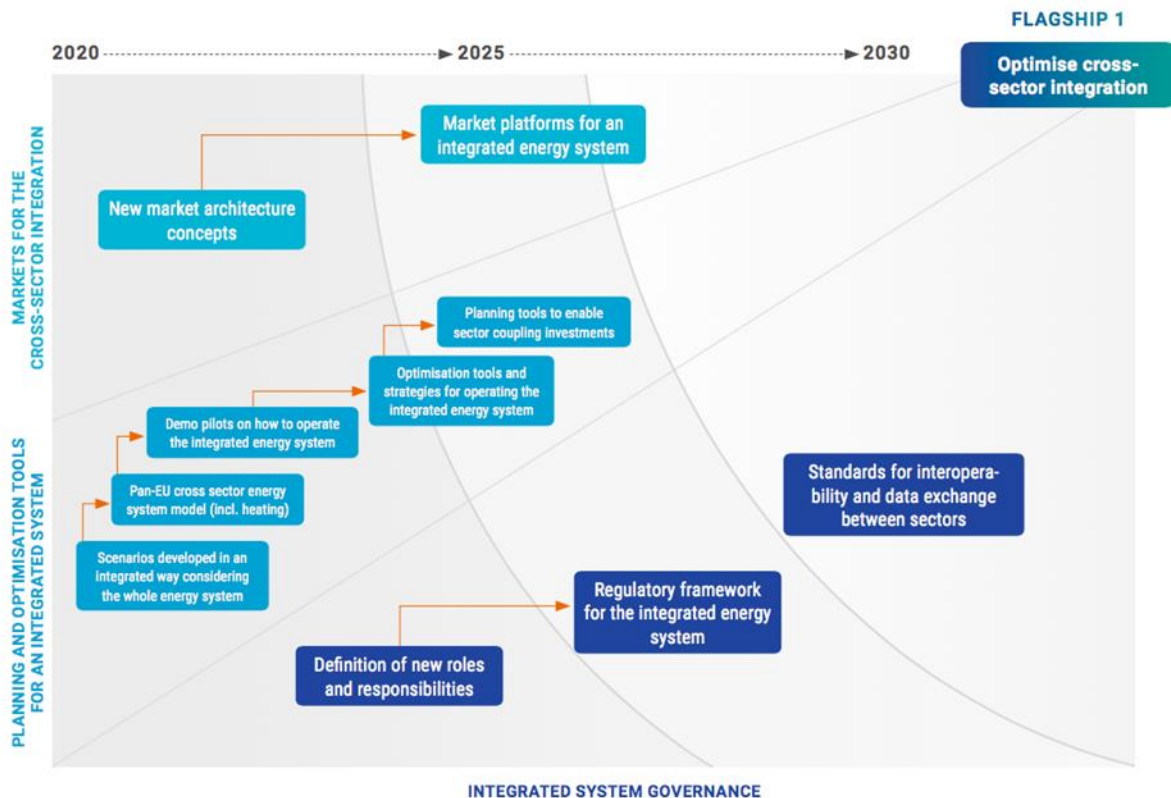 FLAGSHIP 1
2020
2025
2030
Optimise cross-
sector integration
MARKETS FOR THE
CROSS-SECTOR INTEGRATION
Market platforms for an
integrated energy system
New market architecture
concepts
PLANNING AND OPTIMISATION TOOLS
FOR AN INTEGRATED SYSTEM
Planning tools to enable
sector coupling investments
Optimisation tools and
strategies for operating the
integrated energy system
Demo pilots on how to operate
the integrated energy system
Pan-EU cross sector energy
system model (incl. heating)
Scenarios developed in an
integrated way considering
the whole energy system
Standards for interopera-
bility and data exchange
between sectors
Regulatory framework
for the integrated energy
system
Definition of new roles
and responsibilities
INTEGRATED SYSTEM GOVERNANCE